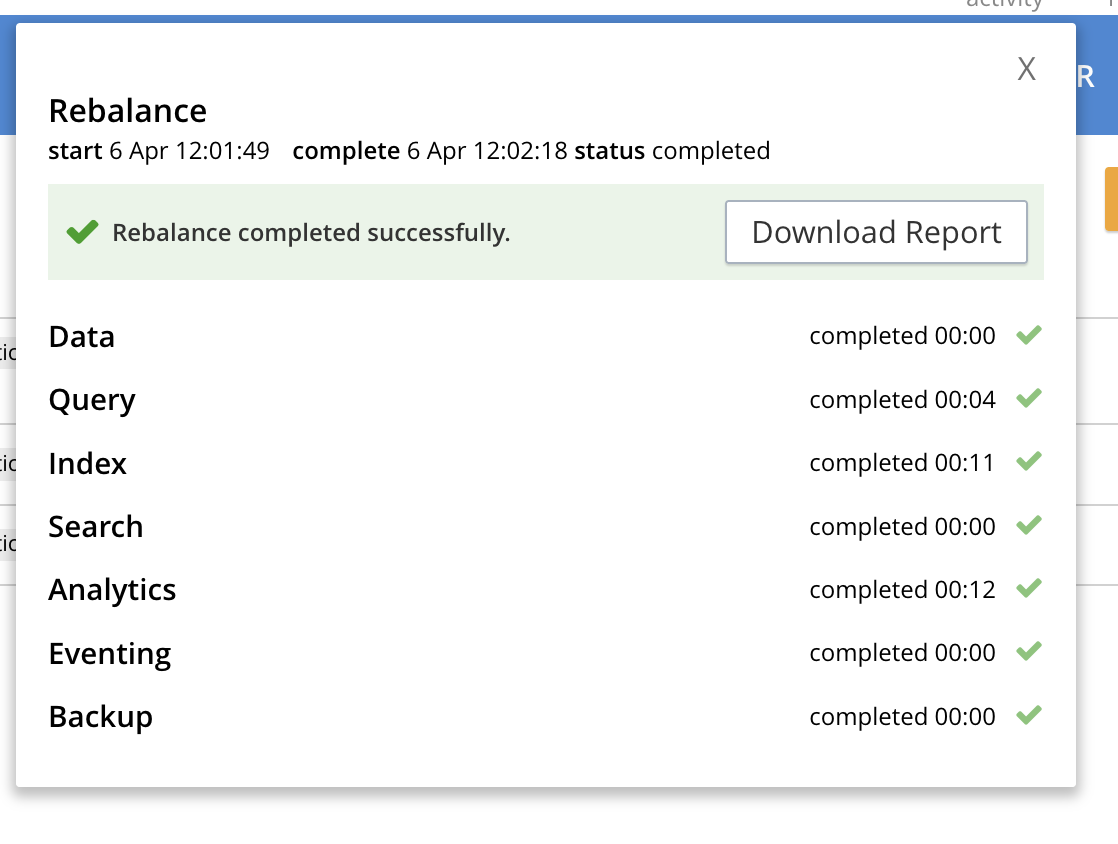 X
R
Rebalance
start 6 Apr 12:01:49 complete 6 Apr 12:02:18 status completed
Rebalance completed successfully. Download Report
Data completed 00:00
Query completed 00:04
Index completed 00:11
Search completed 00:00
Analytics completed 00:12
Eventing completed 00:00
Backup completed 00:00